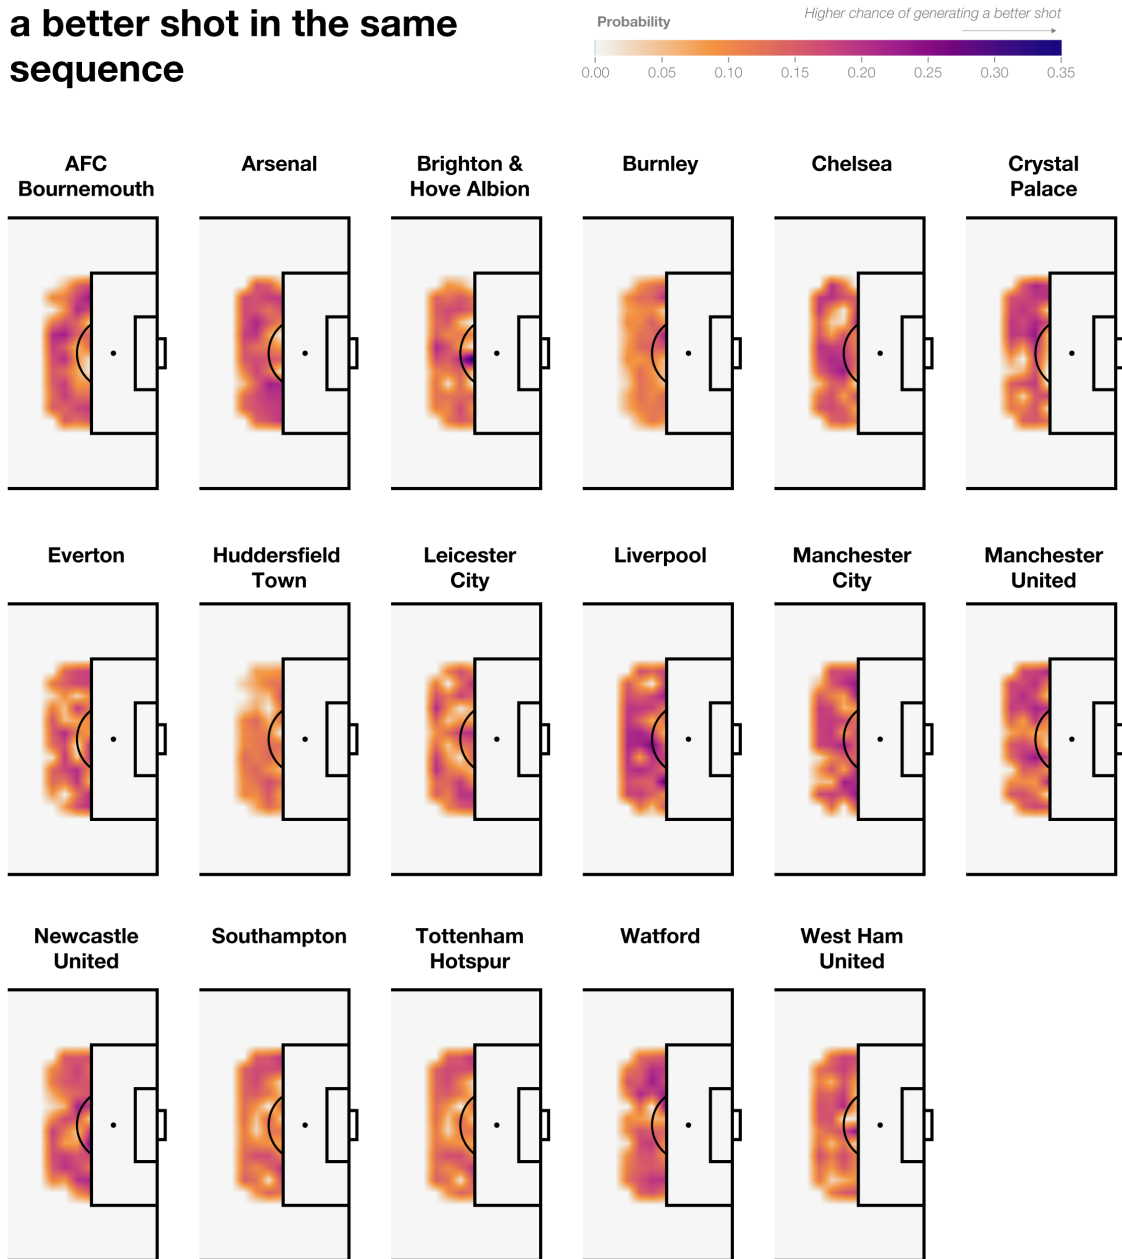 a better shot in the same
sequence
Probability
Higher chance of generating a better shot
0.00 0.05 0.10 0.15 0.20 0.25 0.30 0.35
AFC
Bournemouth
Arsenal
Brighton &
Hove Albion
Burnley
Chelsea
Crystal
Palace
Everton
Huddersfield
Town
Leicester
City
Liverpool
Manchester
City
Manchester
United
Newcastle
United
Southampton
Tottenham
Hotspur
Watford
West Ham
United